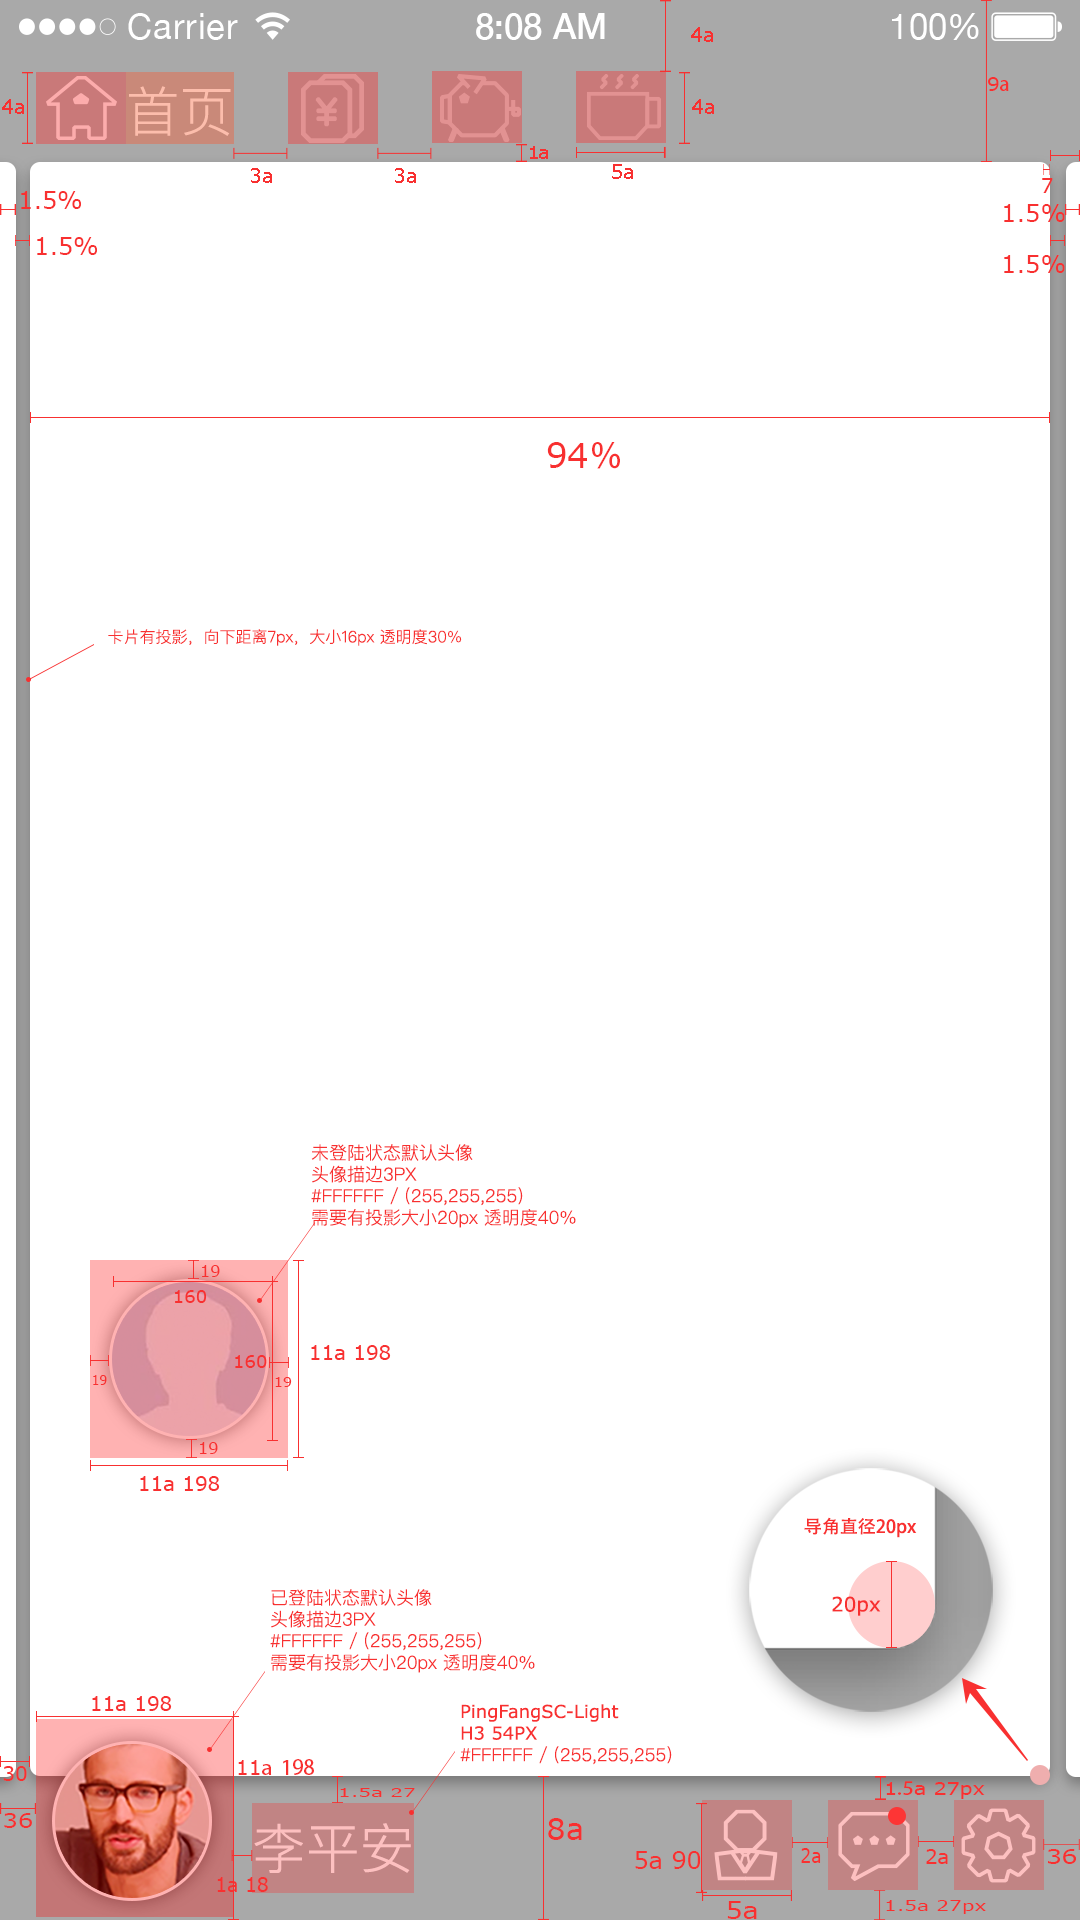 Carrier 8:08 AM 100%
4a
9a
4a
首页
¥
4a
1a
3a
3a
5a
7
1.5%
1.5%
1.5%
1.5%
94%
卡片有投影，向下距离7px，大小16px 透明度30%
未登陆状态默认头像
头像描边3PX
#FFFFFF / (255,255,255)
需要有投影大小20px 透明度40%
19
160
11a 198
160
19
19
19
11a 198
导角直径20px
20px
已登陆状态默认头像
头像描边3PX
#FFFFFF / (255,255,255)
需要有投影大小20px 透明度40%
11a 198
PingFangSC-Light
H3 54PX
#FFFFFF / (255,255,255)
11a 198
30
1.5a 27
1.5a 27px
36
8a
李平安
5a 90
2a
2a
36
1a 18
5a
1.5a 27px